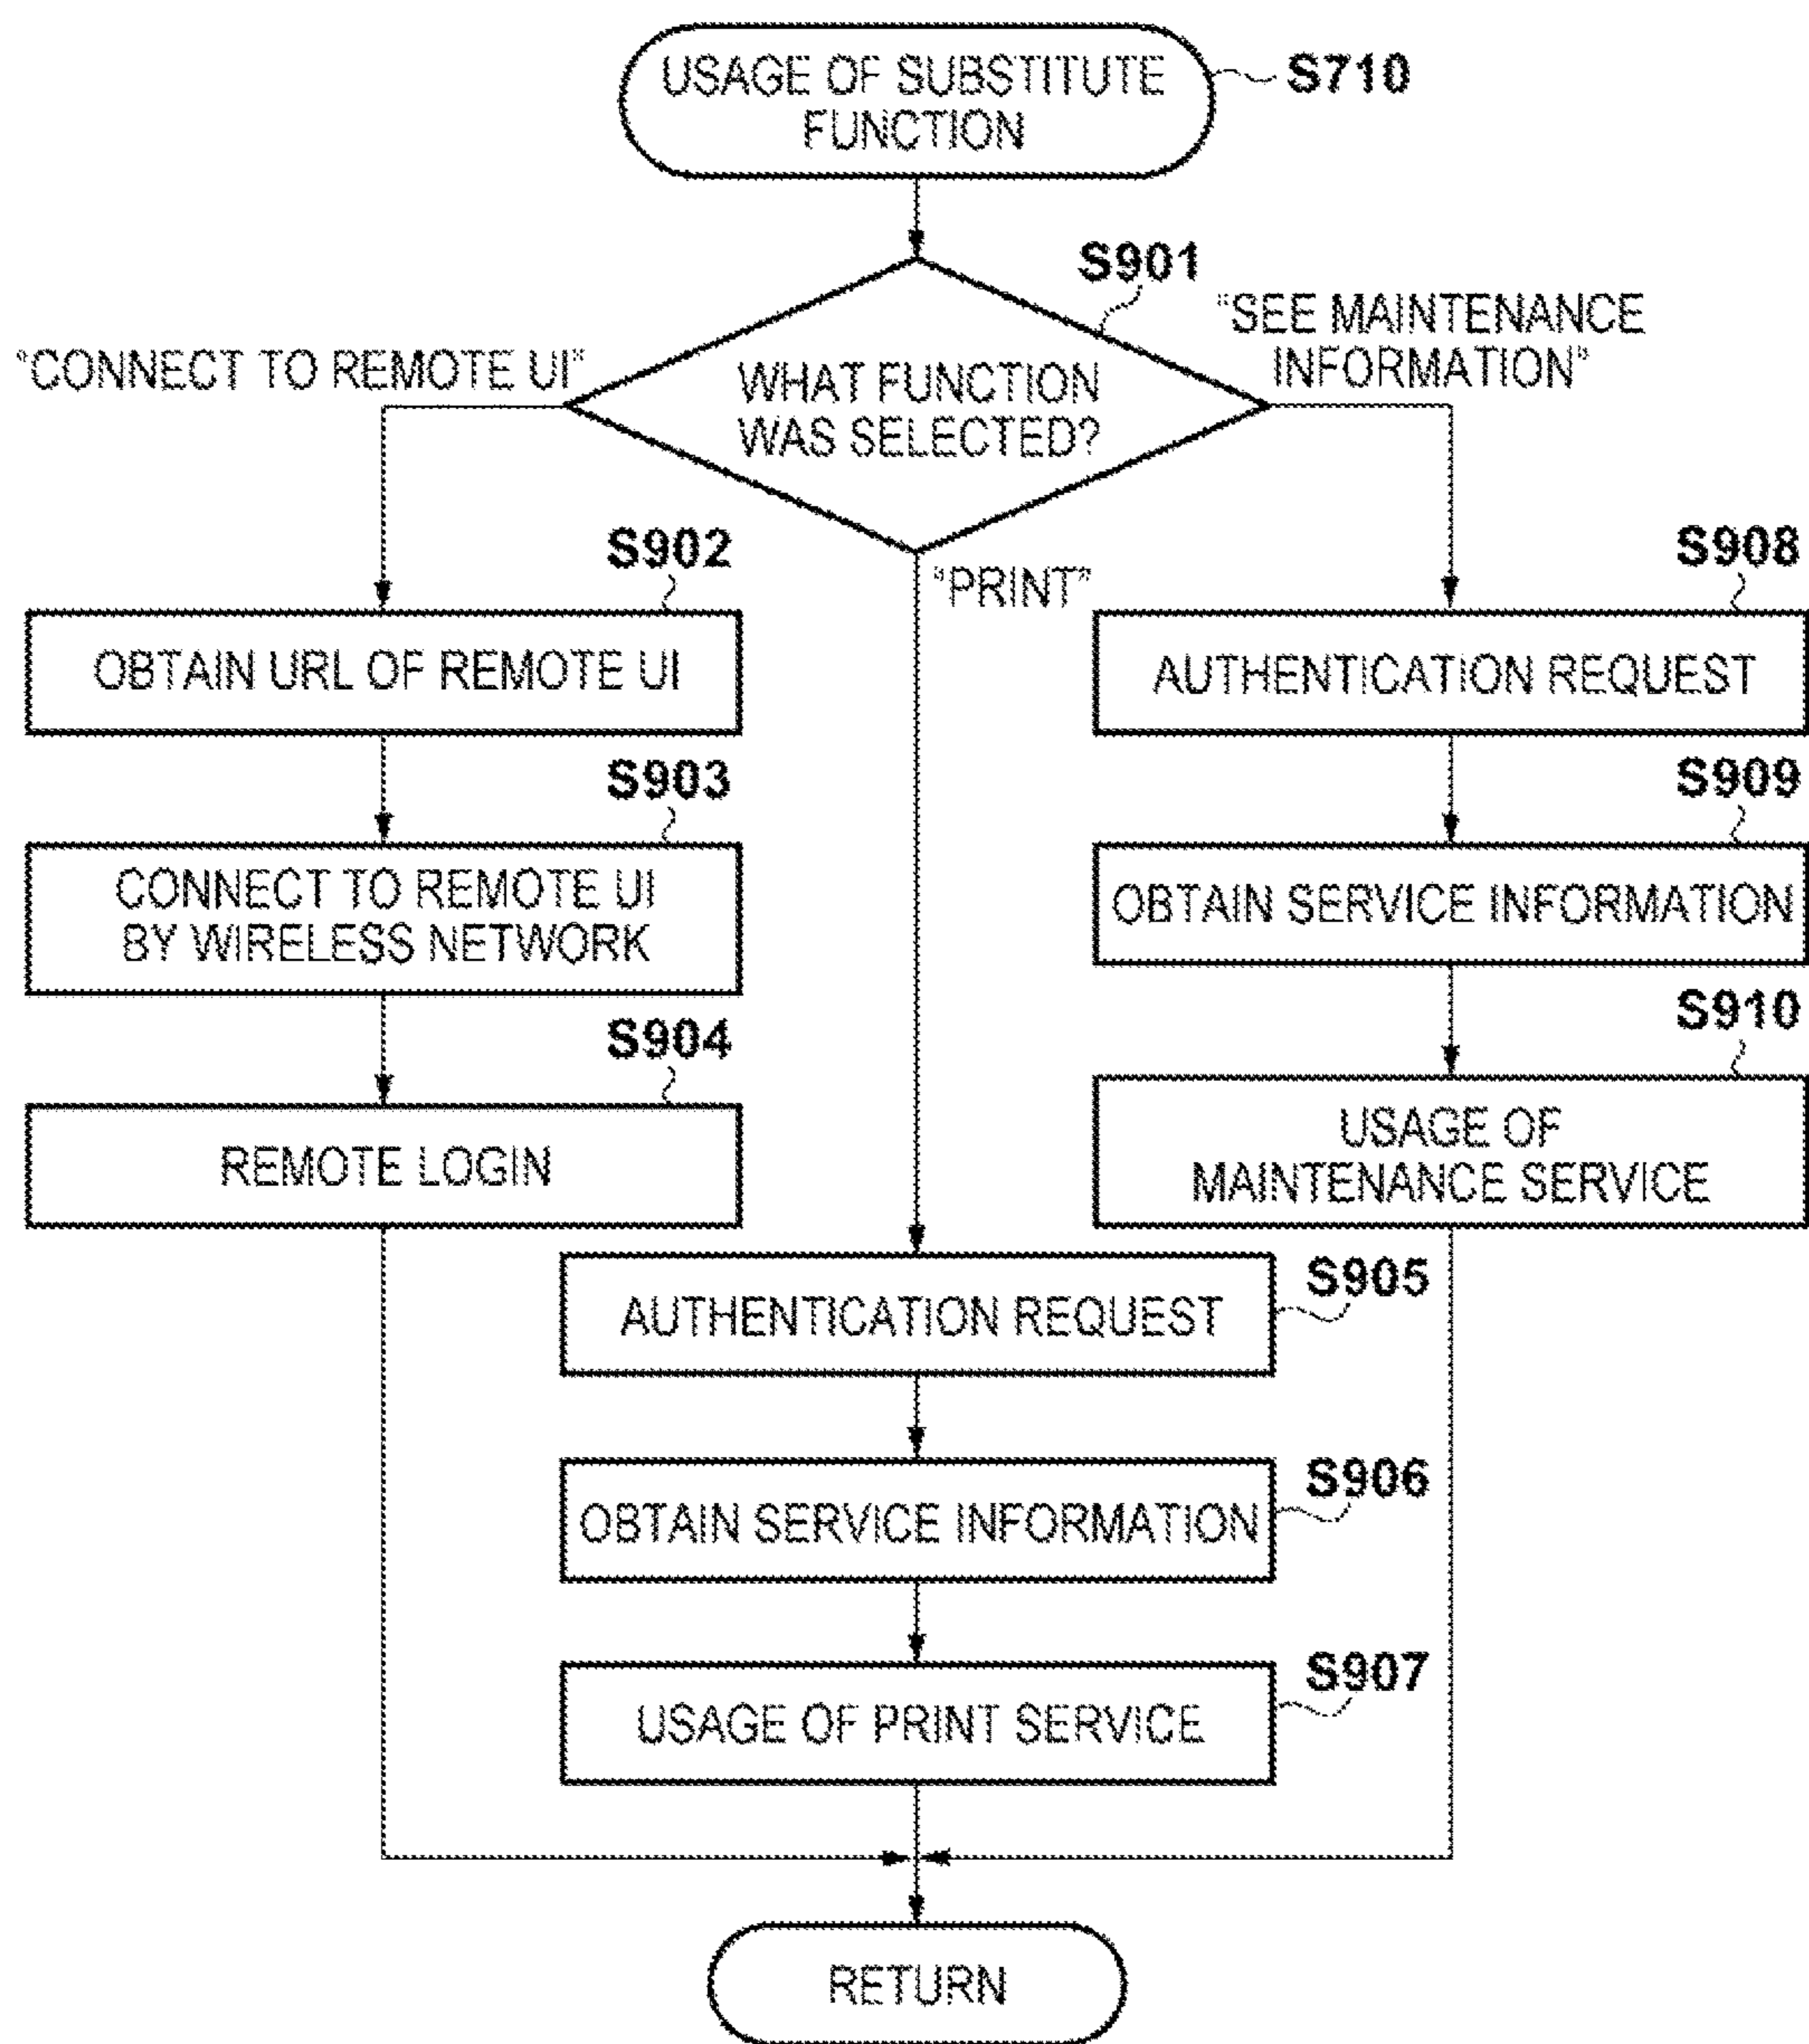 USAGE OF SUBSTITUTE
FUNCTION
S710
S901
"CONNECT TO REMOTE UI"
WHAT FUNCTION
WAS SELECTED?
"SEE MAINTENANCE
INFORMATION"
"PRINT"
S902
OBTAIN URL OF REMOTE UI
S903
CONNECT TO REMOTE UI
BY WIRELESS NETWORK
S904
REMOTE LOGIN
S908
AUTHENTICATION REQUEST
S909
OBTAIN SERVICE INFORMATION
S910
USAGE OF
MAINTENANCE SERVICE
AUTHENTICATION REQUEST
S905
OBTAIN SERVICE INFORMATION
S906
USAGE OF PRINT SERVICE
S907
RETURN